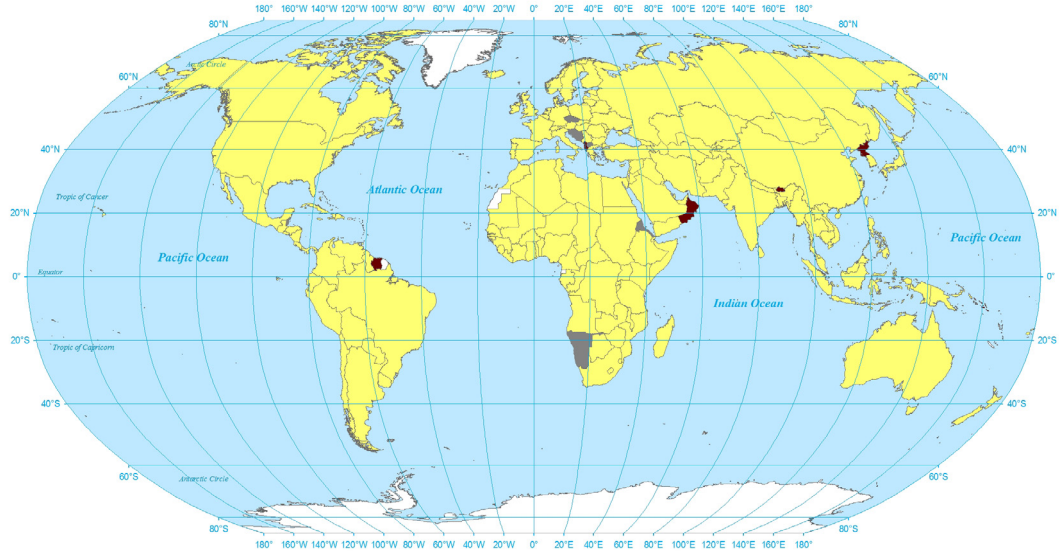 180° 160°W 140°W 120°W 100°W 80°W 60°W 40°W 20°W 0° 20°E 40°E 60°E 80°E 100°E 120°E 140°E 160°E 180°
80°N 80°N
60°N Arctic Circle 60°N
40°N 40°N
Atlantic Ocean
Tropic of Cancer
20°N 20°N
Pacific Ocean
Pacific Ocean
Equator
0° 0°
Indian Ocean
20°S 20°S
Tropic of Capricorn
40°S 40°S
60°S Antarctic Circle 60°S
80°S 80°S
180° 160°W 140°W 120°W 100°W 80°W 60°W 40°W 20°W 0° 20°E 40°E 60°E 80°E 100°E 120°E 140°E 160°E 180°